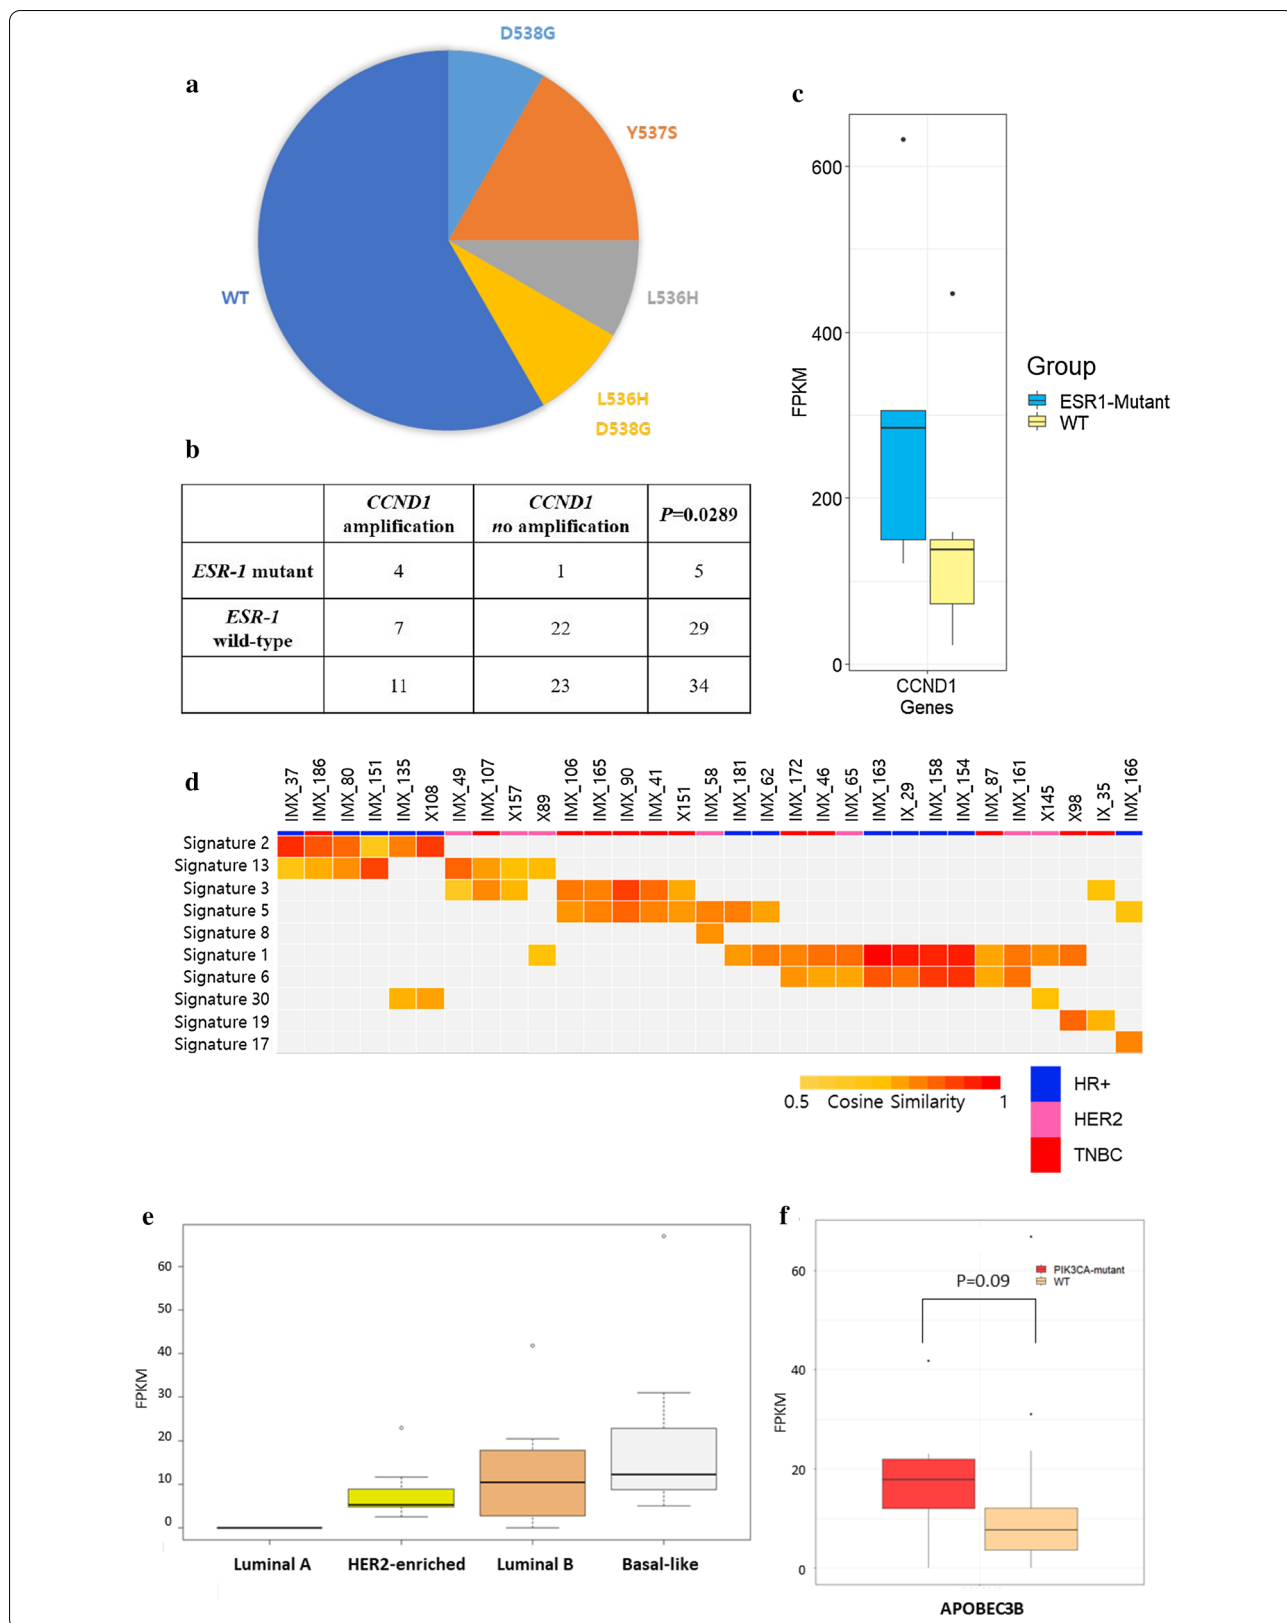 a
D538G
Y537S
WT
L536H
L536H
D538G
b
CCND1
amplification
CCND1
no amplification
P=0.0289
ESR-1 mutant
4
1
5
ESR-1
wild-type
7
22
29
11
23
34
c
600
400
200
0
FPKM
CCND1
Genes
Group
ESR1-Mutant
WT
d
IMX_37
IMX_186
IMX_80
IMX_151
IMX_135
X108
IMX_49
IMX_107
X157
X89
IMX_106
IMX_165
IMX_90
IMX_41
X151
IMX_58
IMX_181
IMX_62
IMX_172
IMX_46
IMX_65
IMX_163
IX_29
IMX_158
IMX_154
IMX_87
IMX_161
X145
X98
IX_35
IMX_166
Signature 2
Signature 13
Signature 3
Signature 5
Signature 8
Signature 1
Signature 6
Signature 30
Signature 19
Signature 17
0.5 Cosine Similarity 1
HR+
HER2
TNBC
e
60
50
40
30
20
10
0
FPKM
Luminal A
HER2-enriched
Luminal B
Basal-like
f
60
40
20
0
FPKM
P=0.09
PIK3CA-mutant
WT
APOBEC3B